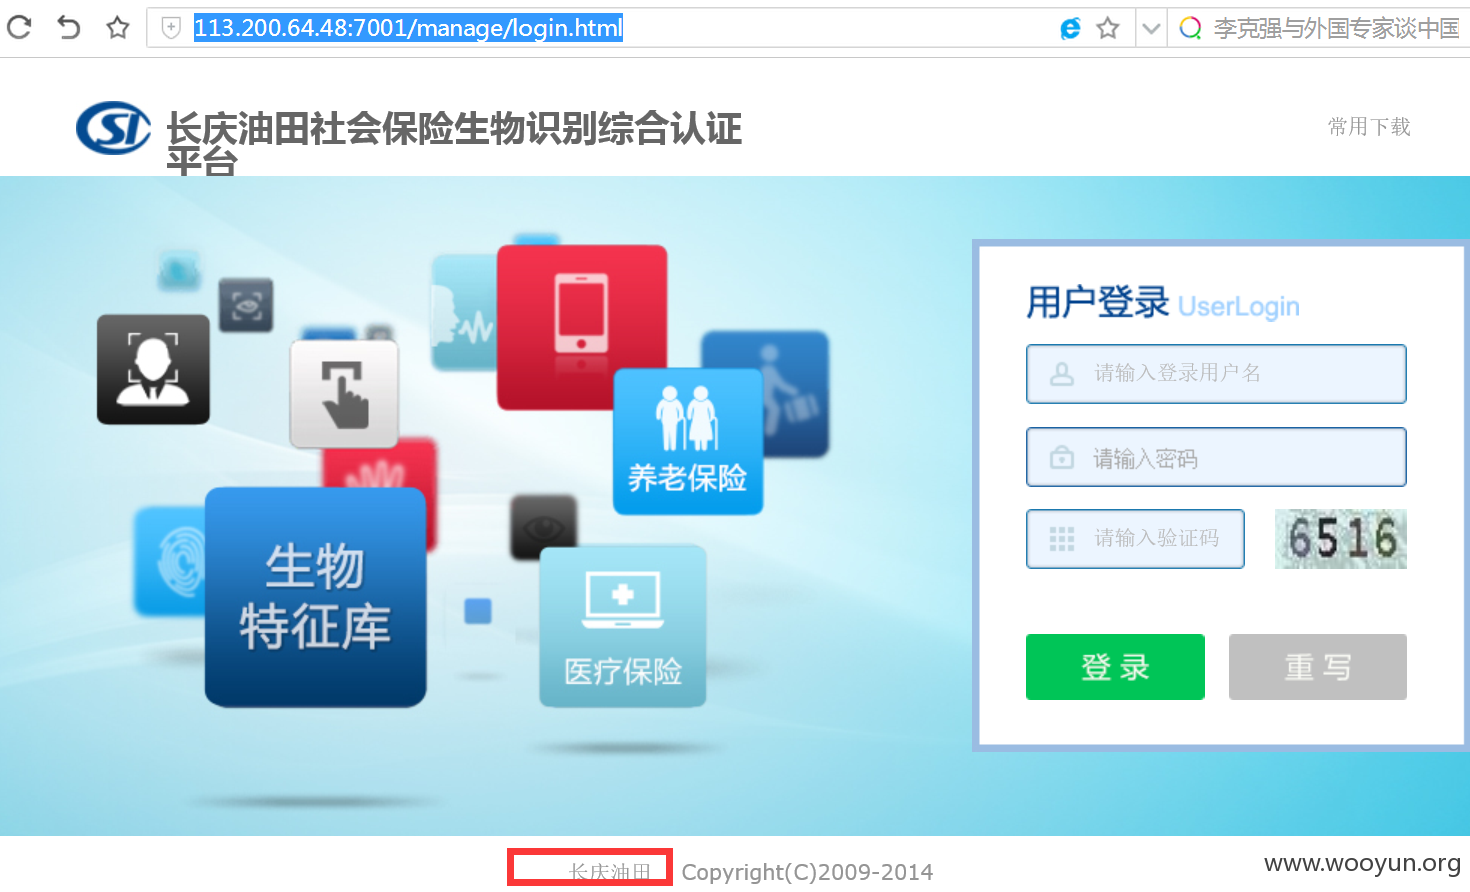 113.200.64.48:7001/manage/login.html
李克强与外国专家谈中国
长庆油田社会保险生物识别综合认证
平台
常用下载
用户登录 UserLogin
请输入登录用户名
请输入密码
请输入验证码
6516
登 录
重 写
养老保险
生物
特征库
医疗保险
长庆油田 Copyright(C)2009-2014
www.wooyun.org